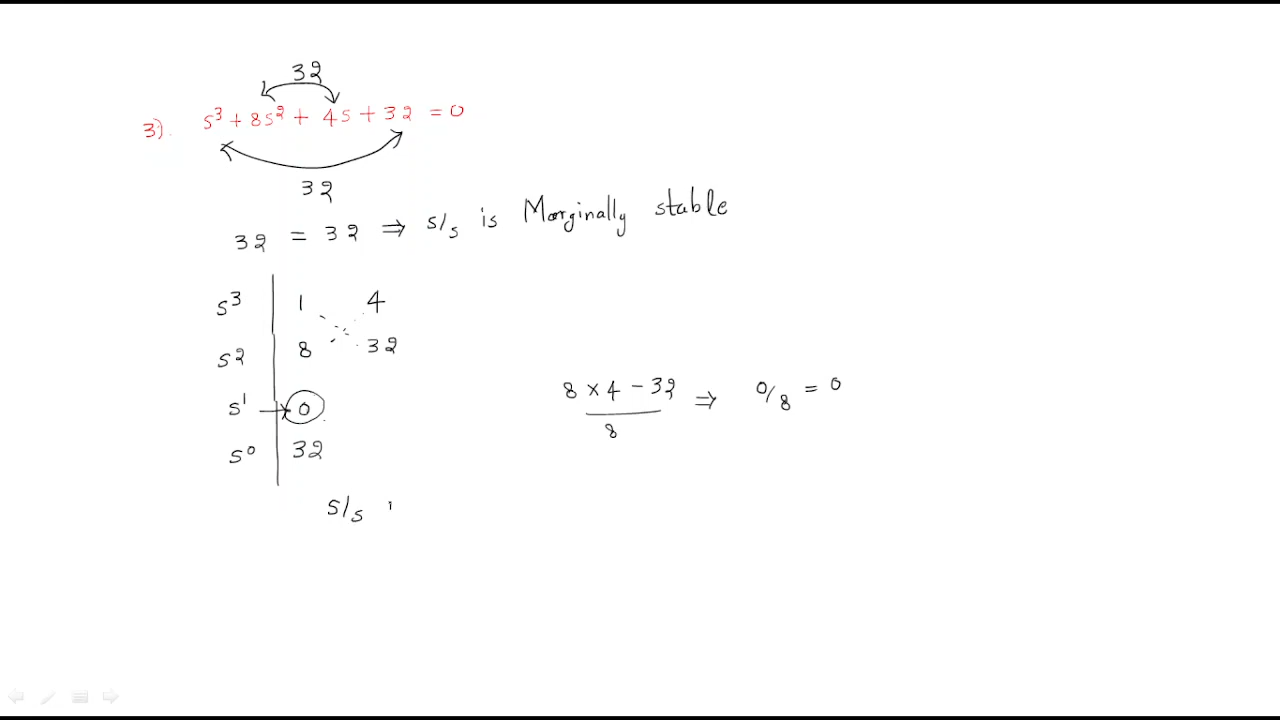 32
3). s³ + 8s² + 4s + 32 = 0
32
32 = 32 ⇒ s/s is Marginally stable
s³ 1 4
s² 8 32
s¹ → 0
s⁰ 32
8 × 4 − 32 / 8 ⇒ 0/8 = 0
s/s